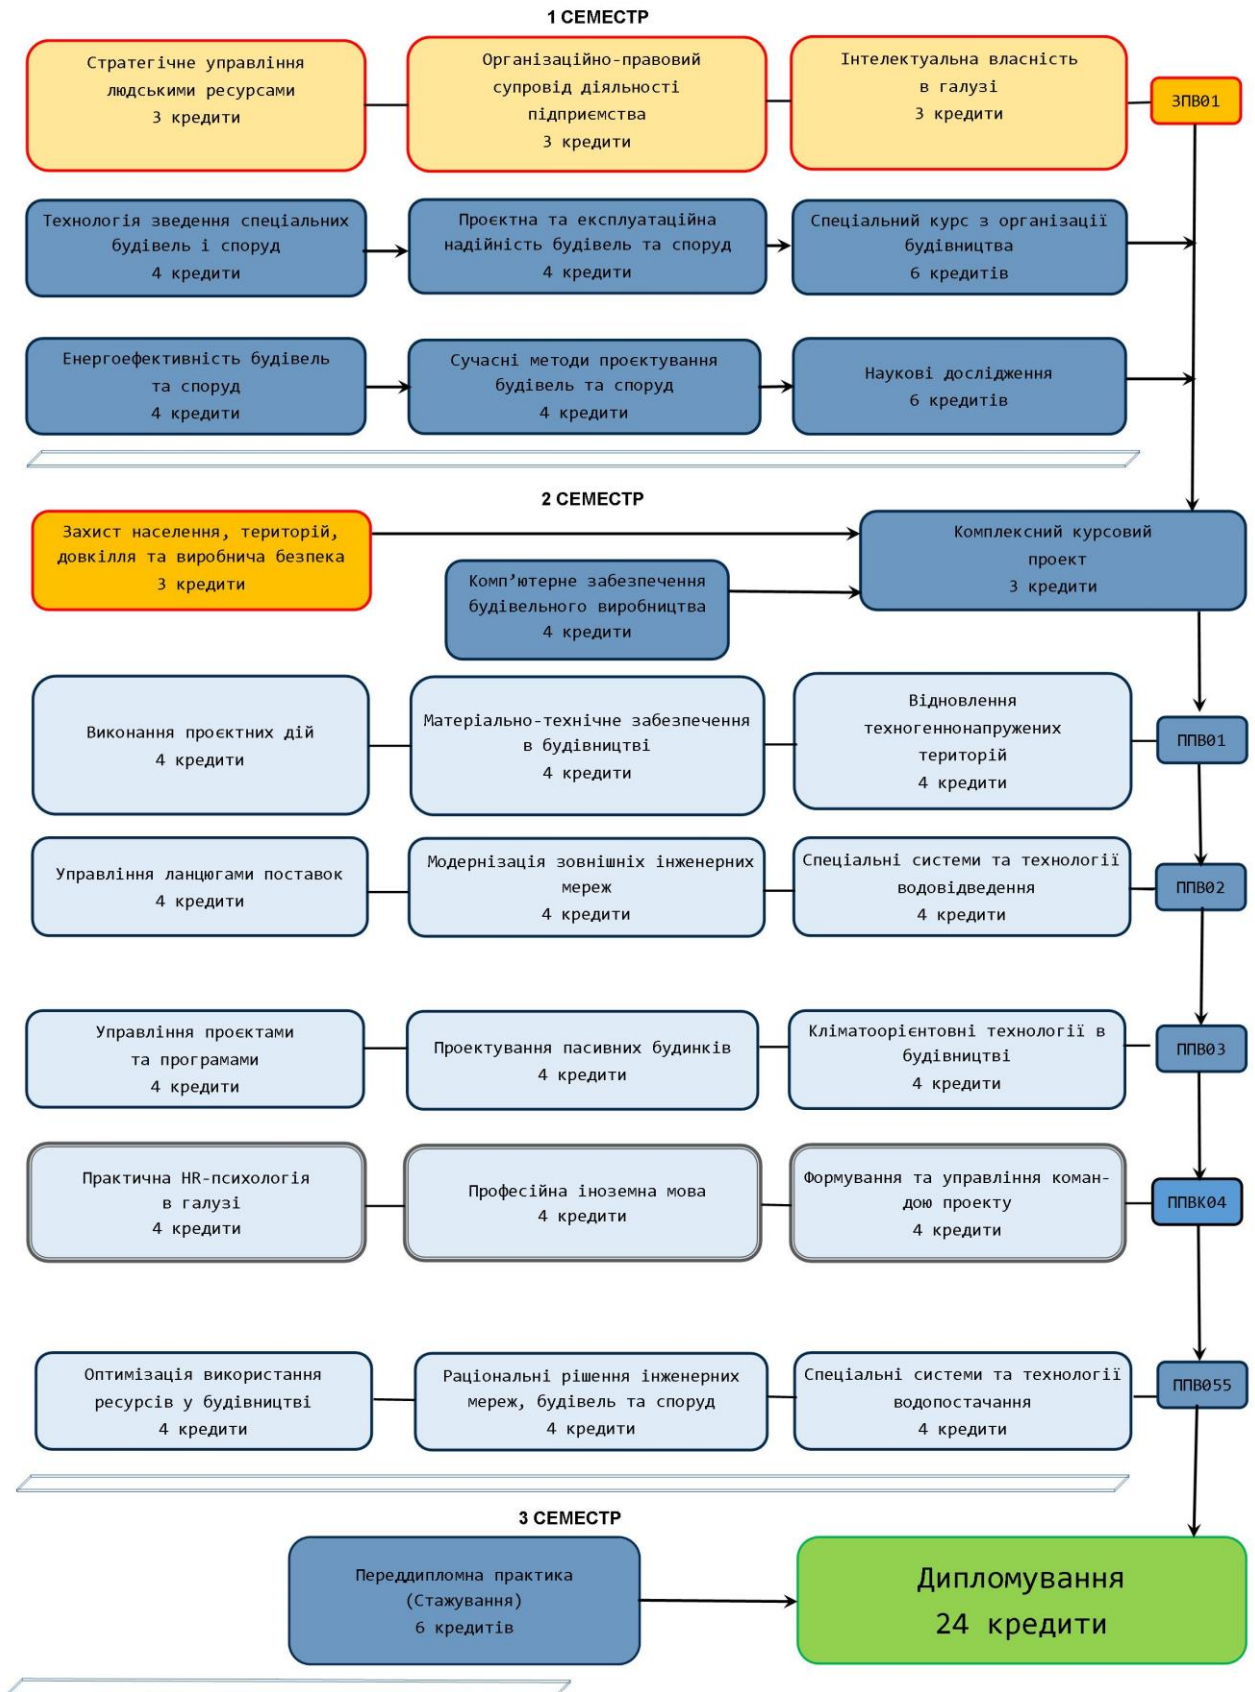 1 СЕМЕСТР
Стратегічне управління
людськими ресурсами
3 кредити
Організаційно-правовий
супровід діяльності
підприємства
3 кредити
Інтелектуальна власність
в галузі
3 кредити
ЗПВ01
Технологія зведення спеціальних
будівель і споруд
4 кредити
Проєктна та експлуатаційна
надійність будівель та споруд
4 кредити
Спеціальний курс з організації
будівництва
6 кредитів
Енергоефективність будівель
та споруд
4 кредити
Сучасні методи проєктування
будівель та споруд
4 кредити
Наукові дослідження
6 кредитів
2 СЕМЕСТР
Захист населення, територій,
довкілля та виробнича безпека
3 кредити
Комп’ютерне забезпечення
будівельного виробництва
4 кредити
Комплексний курсовий
проект
3 кредити
Виконання проєктних дій
4 кредити
Матеріально-технічне забезпечення
в будівництві
4 кредити
Відновлення
техногеннонапружених
територій
4 кредити
ППВ01
Управління ланцюгами поставок
4 кредити
Модернізація зовнішніх інженерних
мереж
4 кредити
Спеціальні системи та технології
водовідведення
4 кредити
ППВ02
Управління проєктами
та програмами
4 кредити
Проектування пасивних будинків
4 кредити
Кліматоорієнтовні технології в
будівництві
4 кредити
ППВ03
Практична HR-психологія
в галузі
4 кредити
Професійна іноземна мова
4 кредити
Формування та управління коман-
дою проекту
4 кредити
ППВК04
Оптимізація використання
ресурсів у будівництві
4 кредити
Раціональні рішення інженерних
мереж, будівель та споруд
4 кредити
Спеціальні системи та технології
водопостачання
4 кредити
ППВ055
3 СЕМЕСТР
Переддипломна практика
(Стажування)
6 кредитів
Дипломування
24 кредити